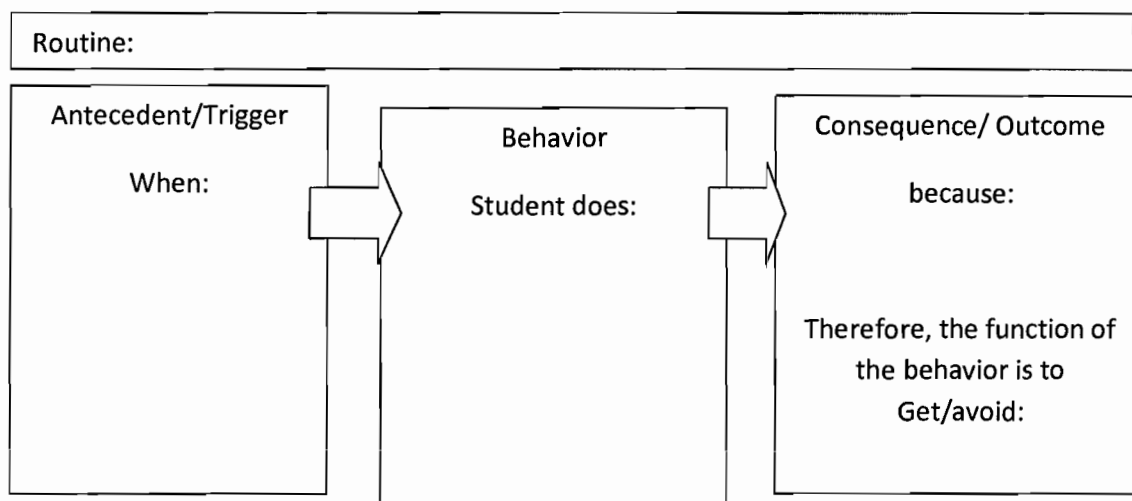 Routine:
Antecedent/Trigger
When:
Behavior
Student does:
Consequence/ Outcome
because:
Therefore, the function of
the behavior is to
Get/avoid: